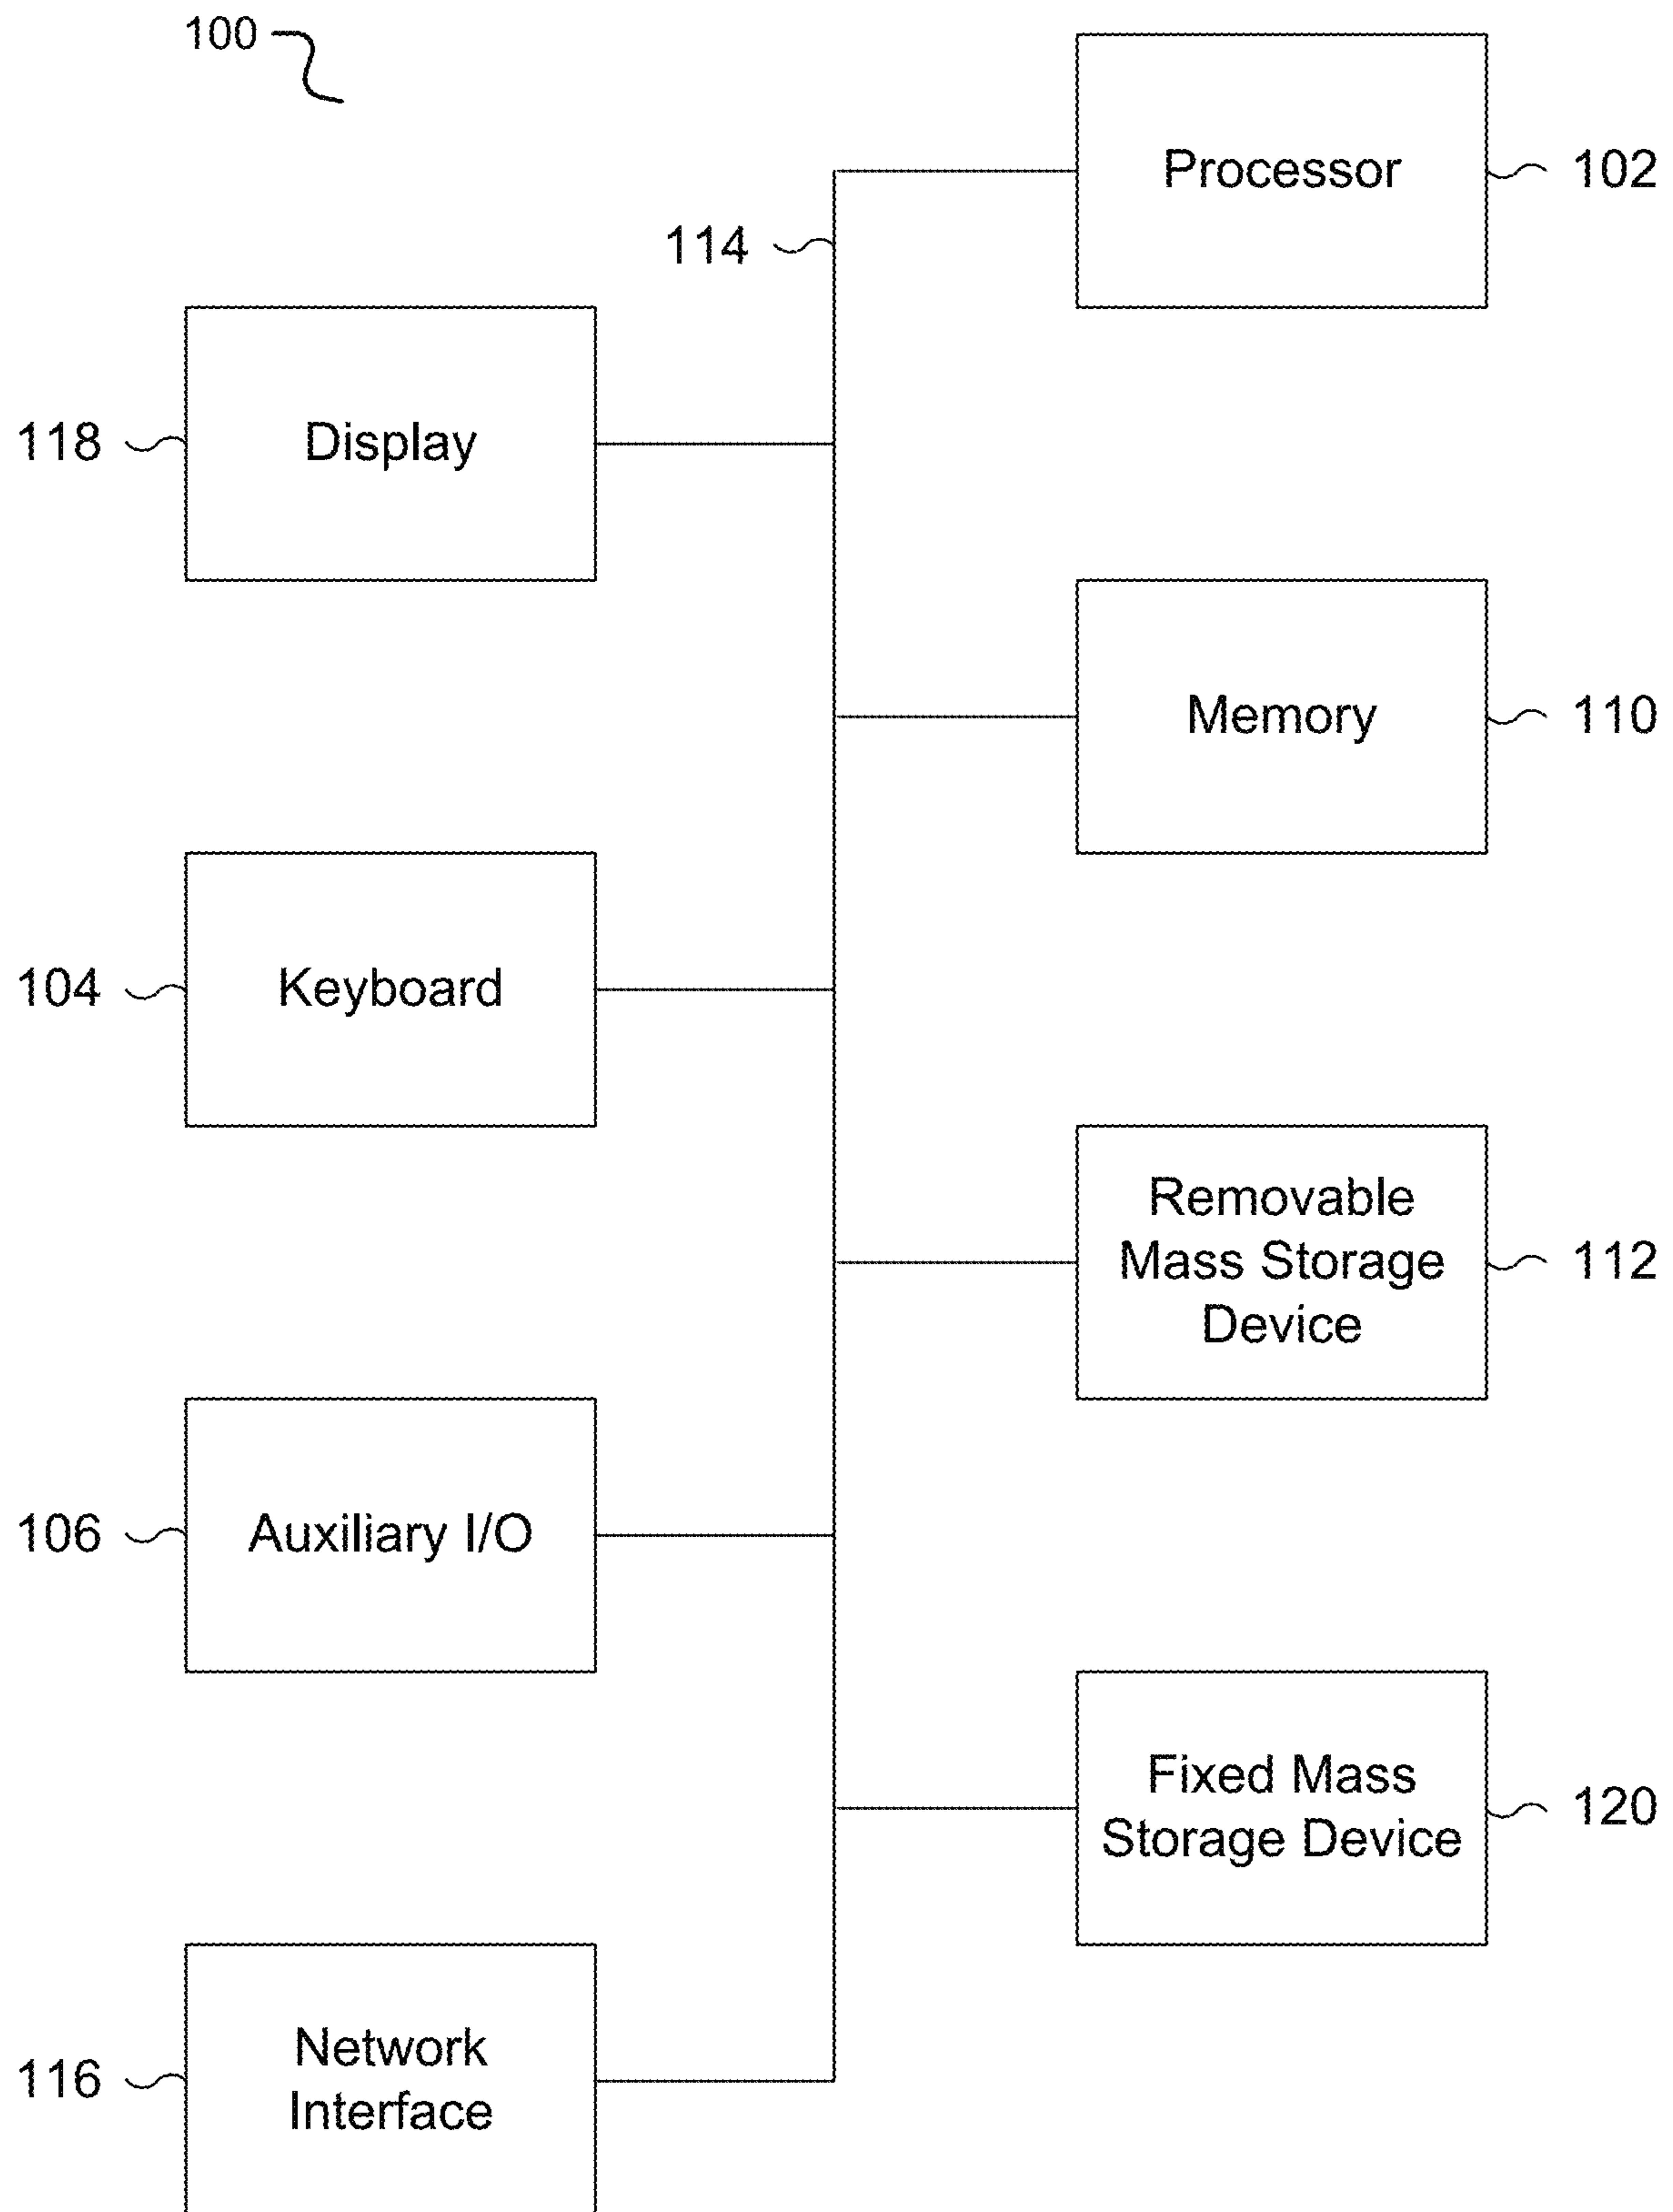 100
Processor
102
114
118
Display
Memory
110
104
Keyboard
Removable
Mass Storage
Device
112
106
Auxiliary I/O
Fixed Mass
Storage Device
120
116
Network
Interface